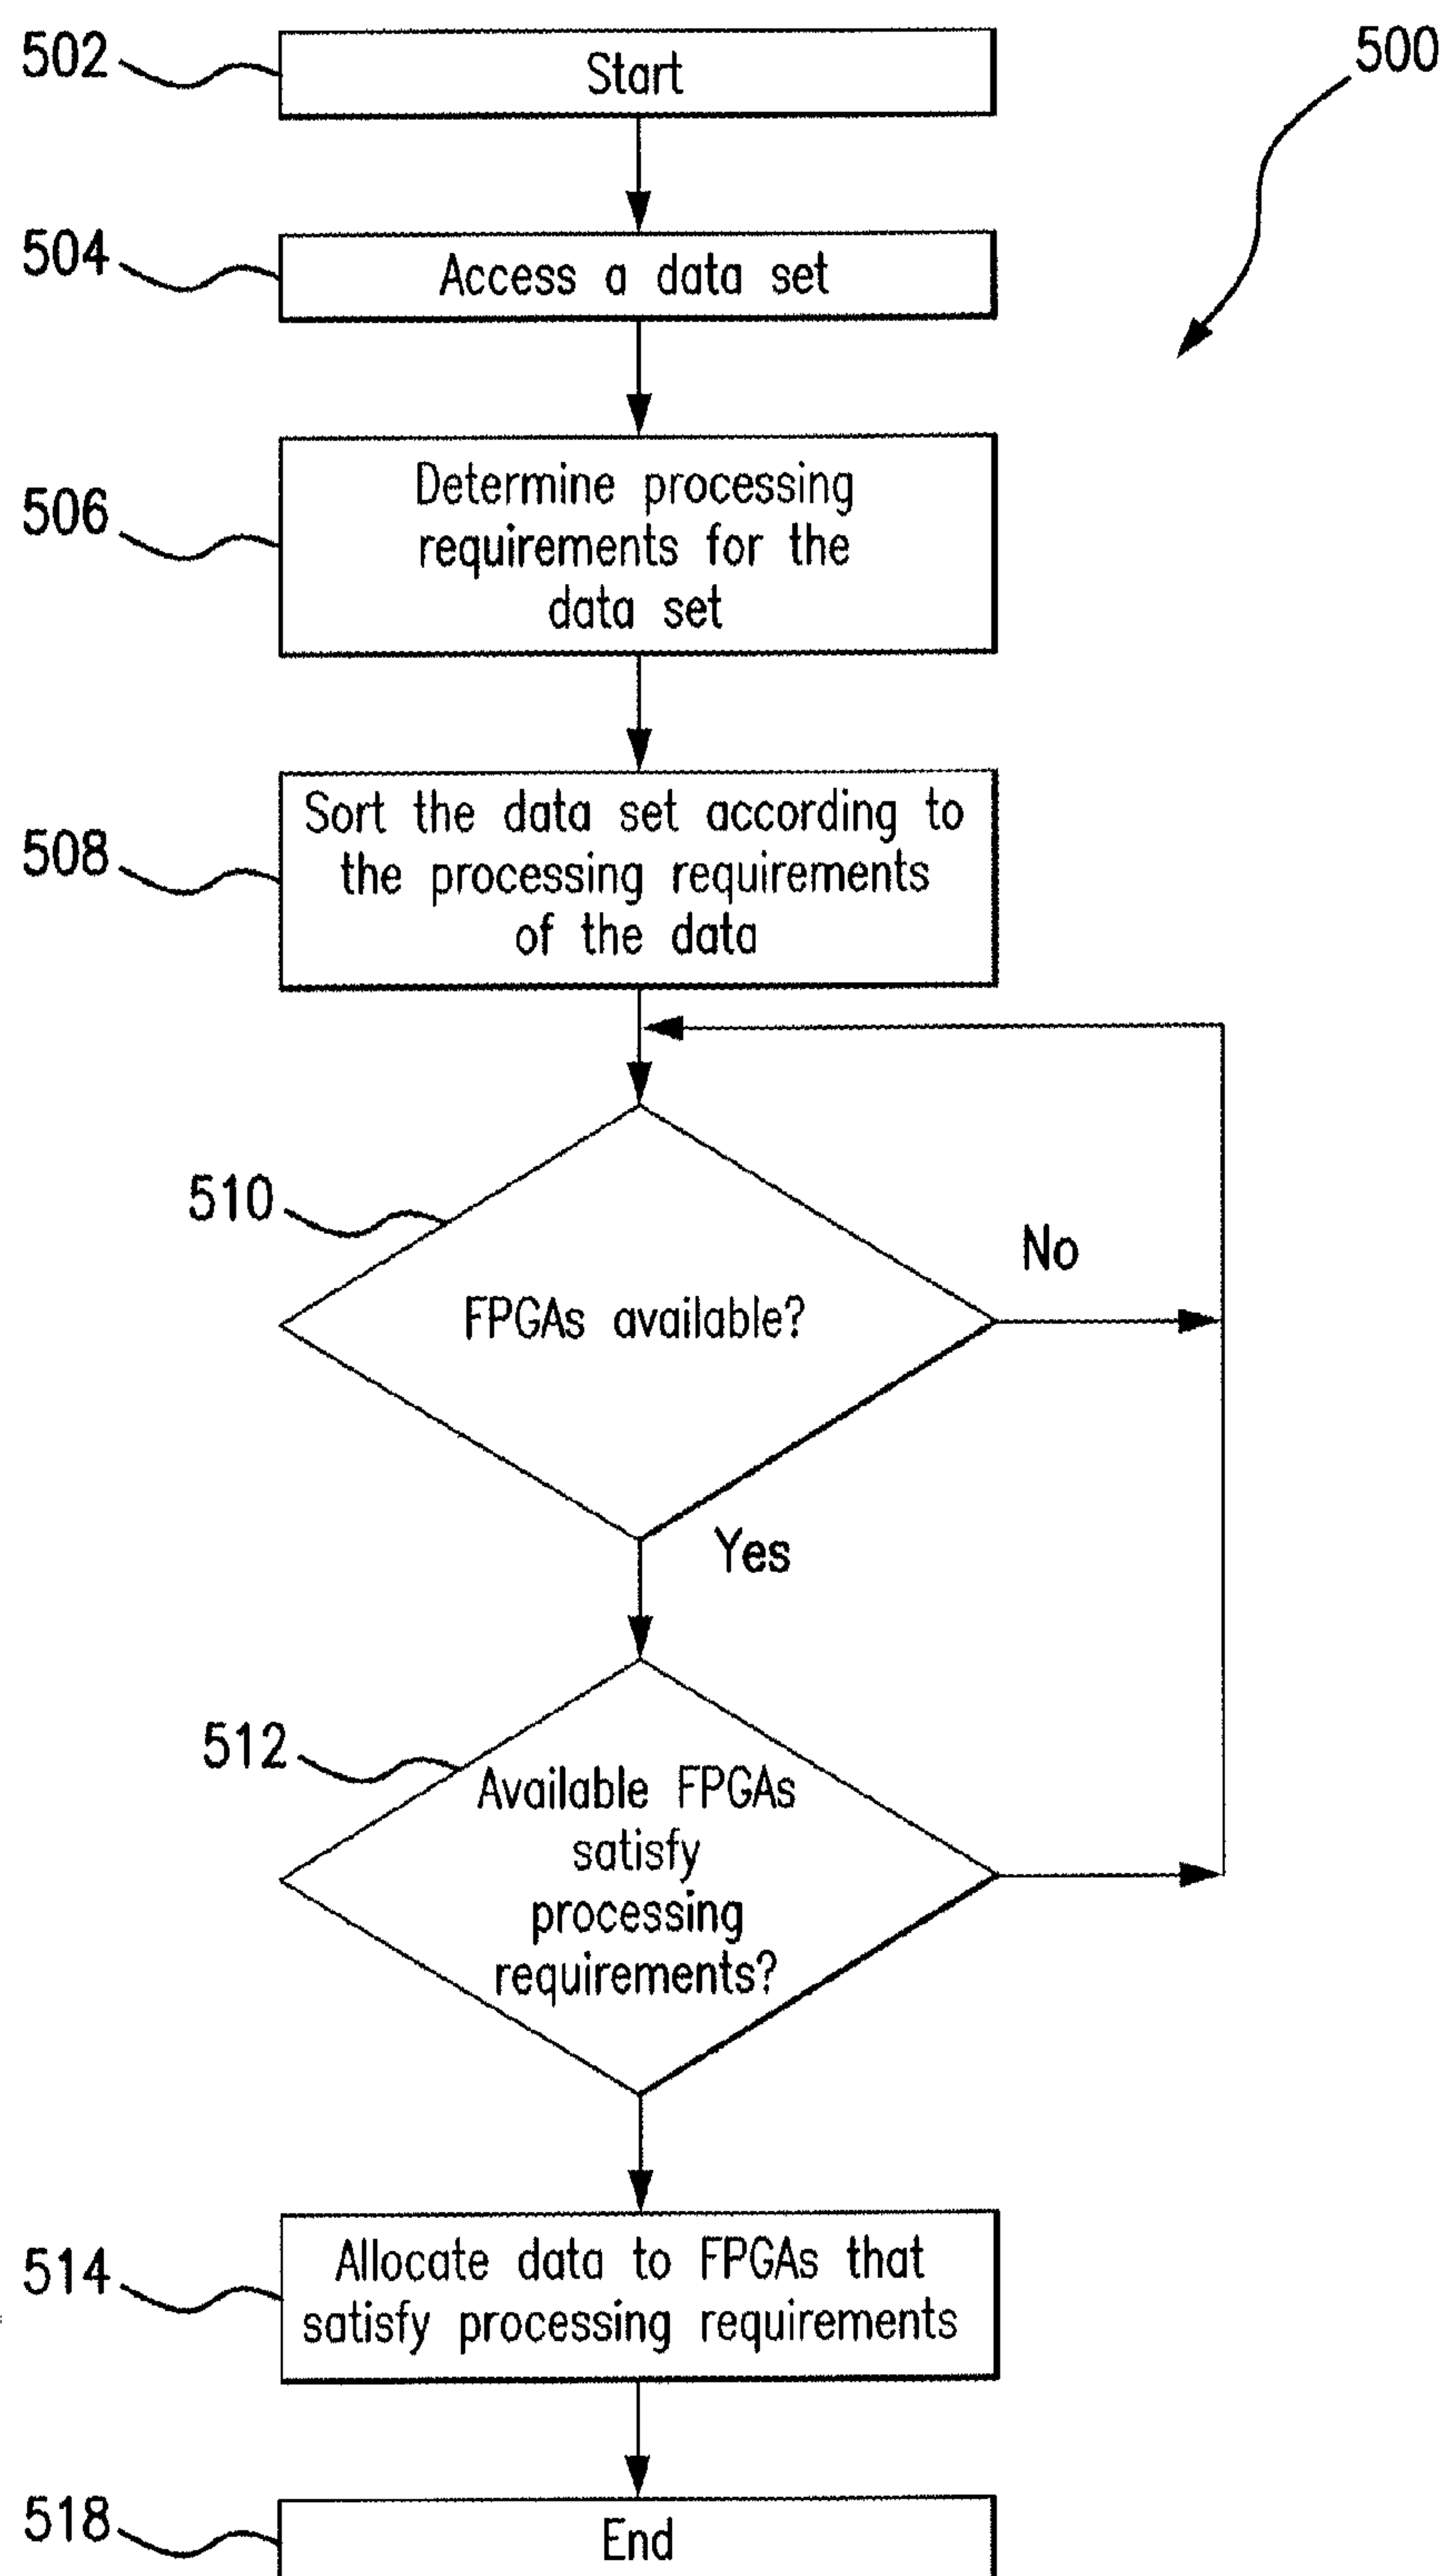 502
Start
500
504
Access a data set
506
Determine processing
requirements for the
data set
508
Sort the data set according to
the processing requirements
of the data
510
FPGAs available?
No
Yes
512
Available FPGAs
satisfy
processing
requirements?
514
Allocate data to FPGAs that
satisfy processing requirements
518
End